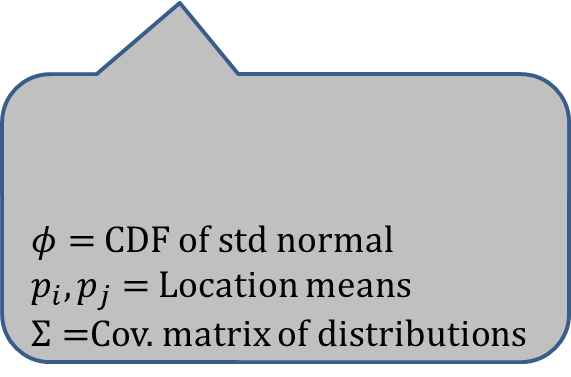 ϕ = CDF of std normal
pᵢ, pⱼ = Location means
Σ =Cov. matrix of distributions